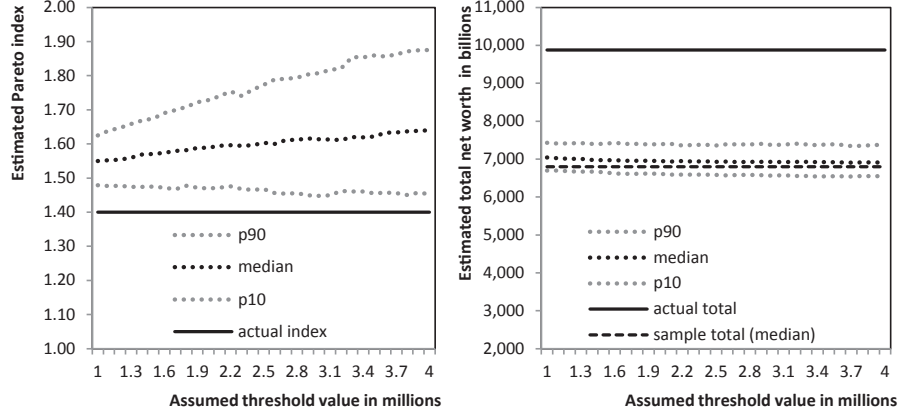 Estimated Pareto index
2.00
1.90
1.80
1.70
1.60
1.50
1.40
1.30
1.20
1.10
1.00
p90
median
p10
actual index
1 1.3 1.6 1.9 2.2 2.5 2.8 3.1 3.4 3.7 4
Assumed threshold value in millions
Estimated total net worth in billions
11,000
10,000
9,000
8,000
7,000
6,000
5,000
4,000
3,000
2,000
p90
median
p10
actual total
sample total (median)
1 1.3 1.6 1.9 2.2 2.5 2.8 3.1 3.4 3.7 4
Assumed threshold value in millions